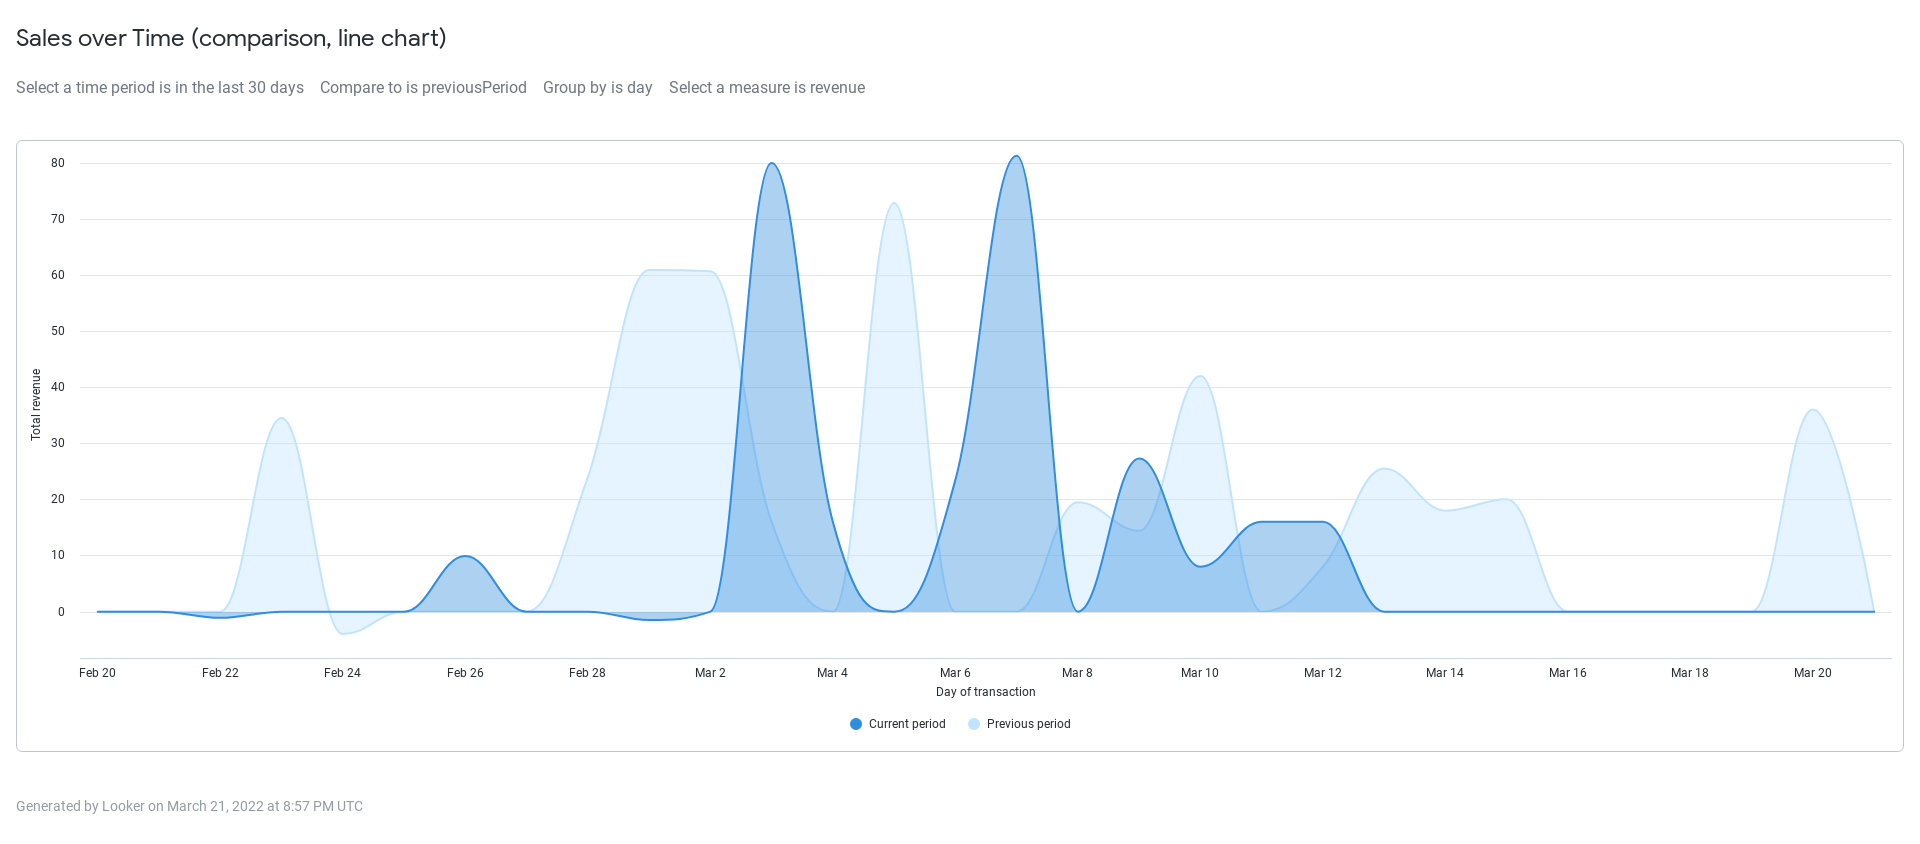 Sales over Time (comparison, line chart)
Select a time period is in the last 30 days Compare to is previousPeriod Group by is day Select a measure is revenue
80
70
60
50
40
30
20
10
0
Total revenue
Feb 20 Feb 22 Feb 24 Feb 26 Feb 28 Mar 2 Mar 4 Mar 6 Mar 8 Mar 10 Mar 12 Mar 14 Mar 16 Mar 18 Mar 20
Day of transaction
Current period Previous period
Generated by Looker on March 21, 2022 at 8:57 PM UTC